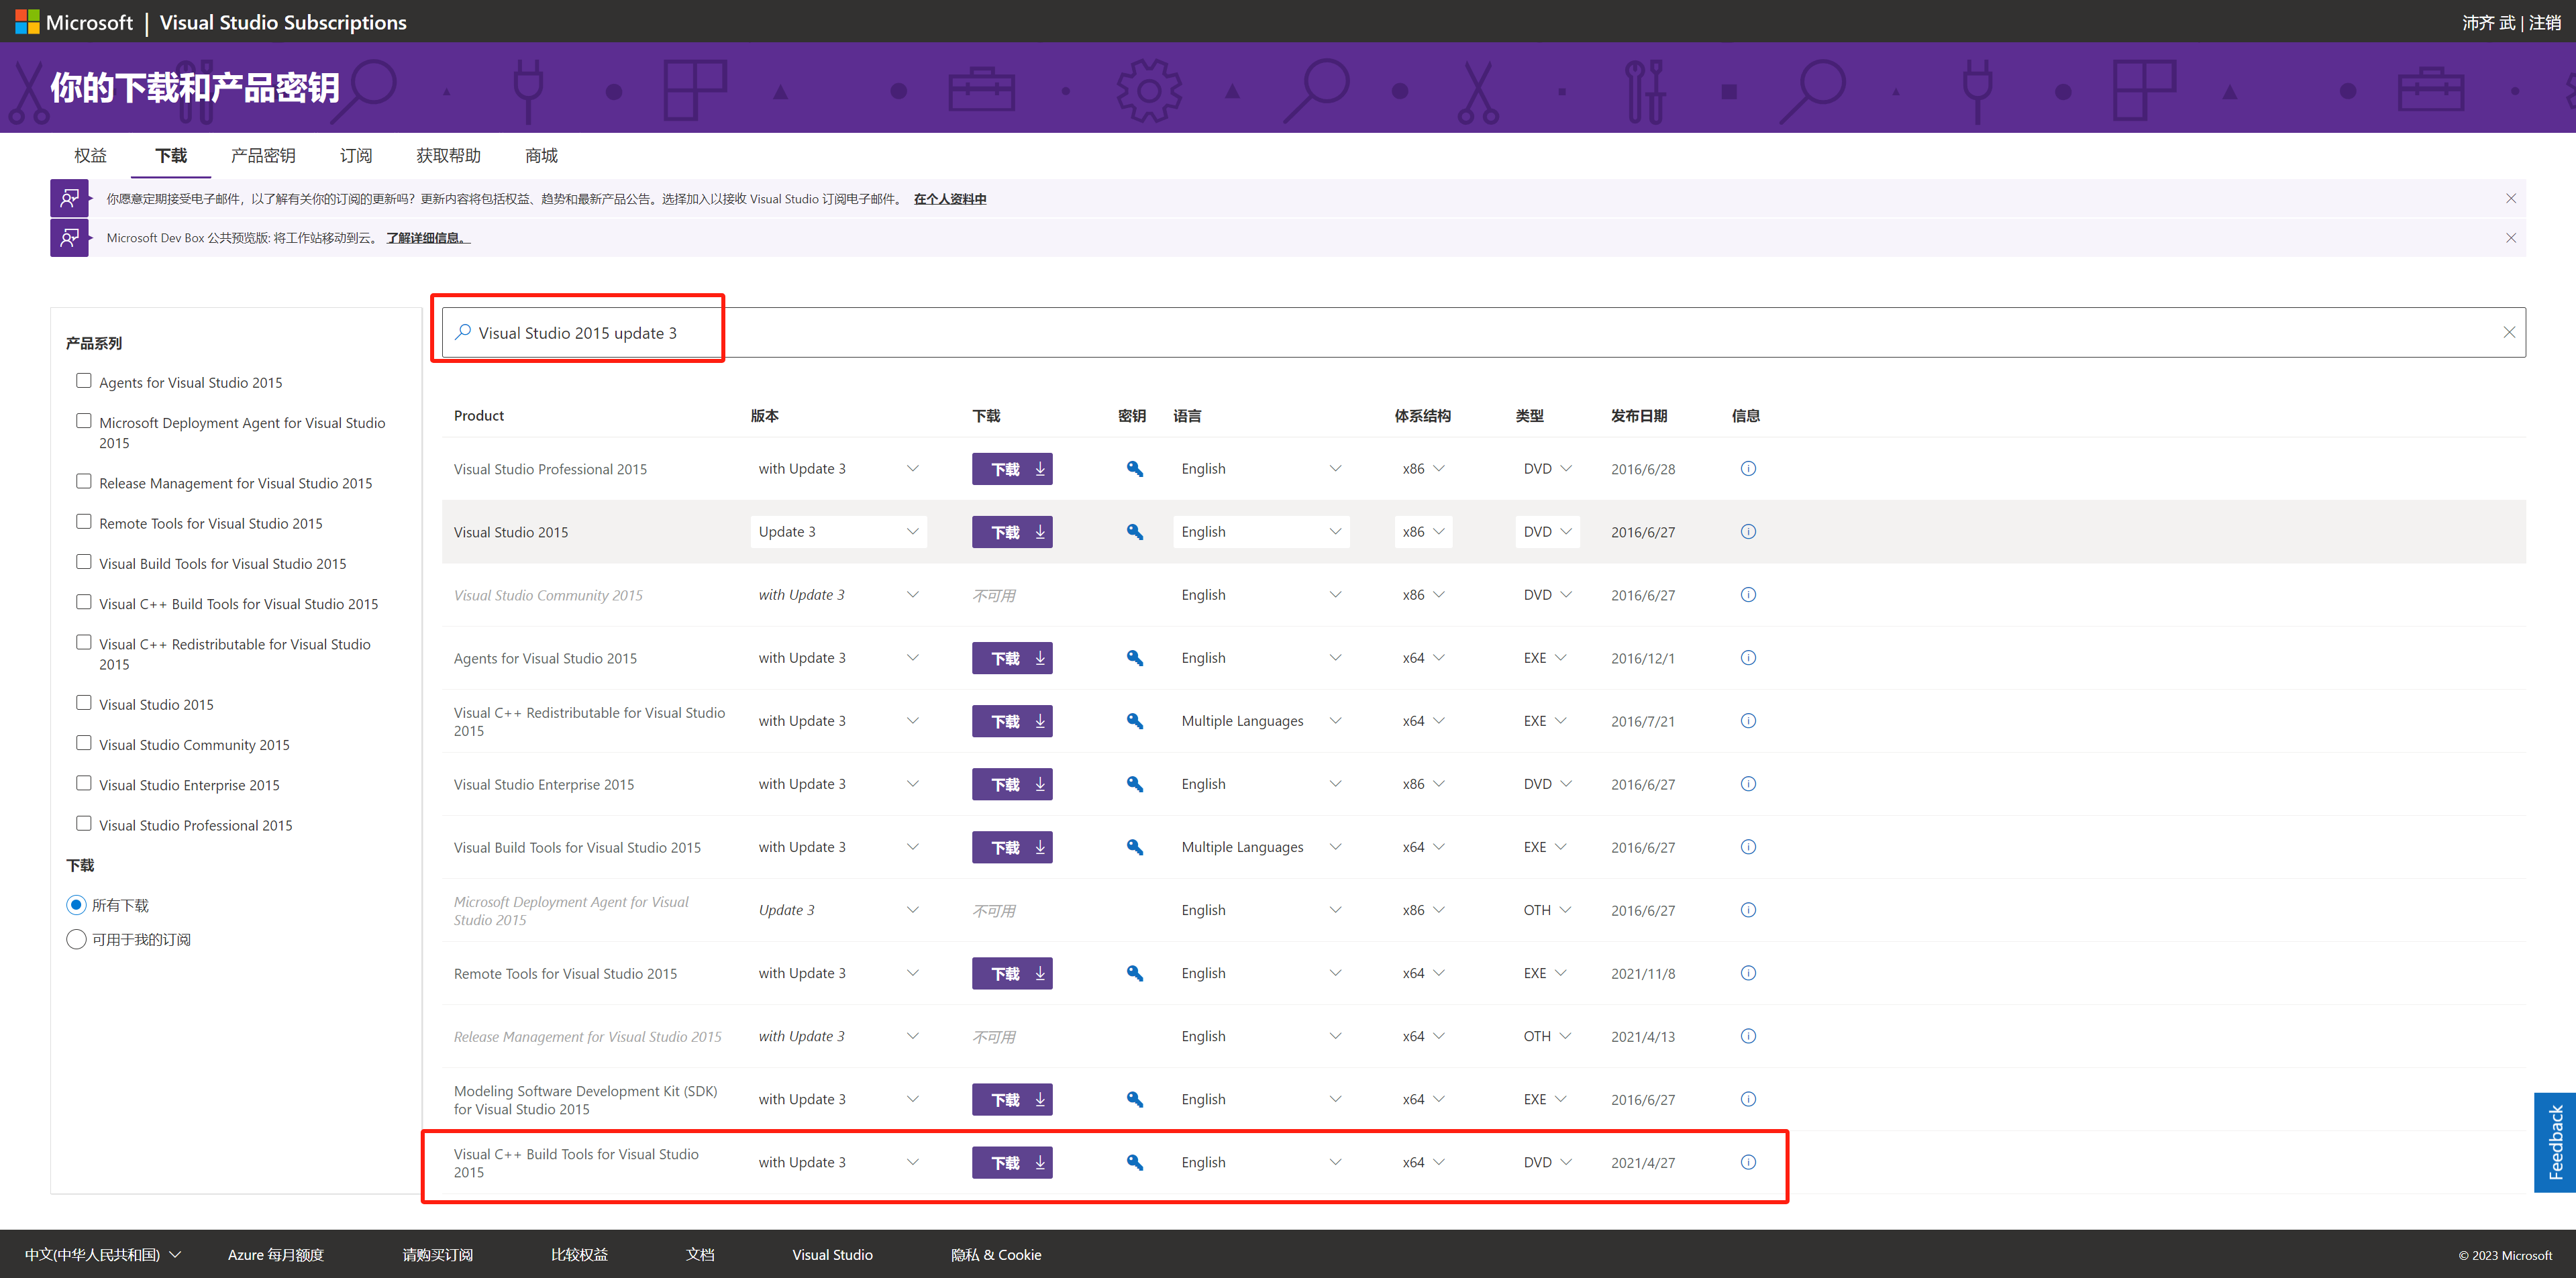 Microsoft | Visual Studio Subscriptions
沛齐 武 | 注销
你的下载和产品密钥
权益 下载 产品密钥 订阅 获取帮助 商城
你愿意定期接受电子邮件，以了解有关你的订阅的更新吗？更新内容将包括权益、趋势和最新产品公告。选择加入以接收 Visual Studio 订阅电子邮件。 在个人资料中
Microsoft Dev Box 公共预览版: 将工作站移动到云。 了解详细信息。
产品系列
Agents for Visual Studio 2015
Microsoft Deployment Agent for Visual Studio
2015
Release Management for Visual Studio 2015
Remote Tools for Visual Studio 2015
Visual Build Tools for Visual Studio 2015
Visual C++ Build Tools for Visual Studio 2015
Visual C++ Redistributable for Visual Studio
2015
Visual Studio 2015
Visual Studio Community 2015
Visual Studio Enterprise 2015
Visual Studio Professional 2015
下载
所有下载
可用于我的订阅
Visual Studio 2015 update 3
Product 版本 下载 密钥 语言 体系结构 类型 发布日期 信息
Visual Studio Professional 2015 with Update 3 下载 English x86 DVD 2016/6/28
Visual Studio 2015 Update 3 下载 English x86 DVD 2016/6/27
Visual Studio Community 2015 with Update 3 不可用 English x86 DVD 2016/6/27
Agents for Visual Studio 2015 with Update 3 下载 English x64 EXE 2016/12/1
Visual C++ Redistributable for Visual Studio
2015 with Update 3 下载 Multiple Languages x64 EXE 2016/7/21
Visual Studio Enterprise 2015 with Update 3 下载 English x86 DVD 2016/6/27
Visual Build Tools for Visual Studio 2015 with Update 3 下载 Multiple Languages x64 EXE 2016/6/27
Microsoft Deployment Agent for Visual
Studio 2015 Update 3 不可用 English x86 OTH 2016/6/27
Remote Tools for Visual Studio 2015 with Update 3 下载 English x64 EXE 2021/11/8
Release Management for Visual Studio 2015 with Update 3 不可用 English x64 OTH 2021/4/13
Modeling Software Development Kit (SDK)
for Visual Studio 2015 with Update 3 下载 English x64 EXE 2016/6/27
Visual C++ Build Tools for Visual Studio
2015 with Update 3 下载 English x64 DVD 2021/4/27
Feedback
中文(中华人民共和国) Azure 每月额度 请购买订阅 比较权益 文档 Visual Studio 隐私 & Cookie
© 2023 Microsoft